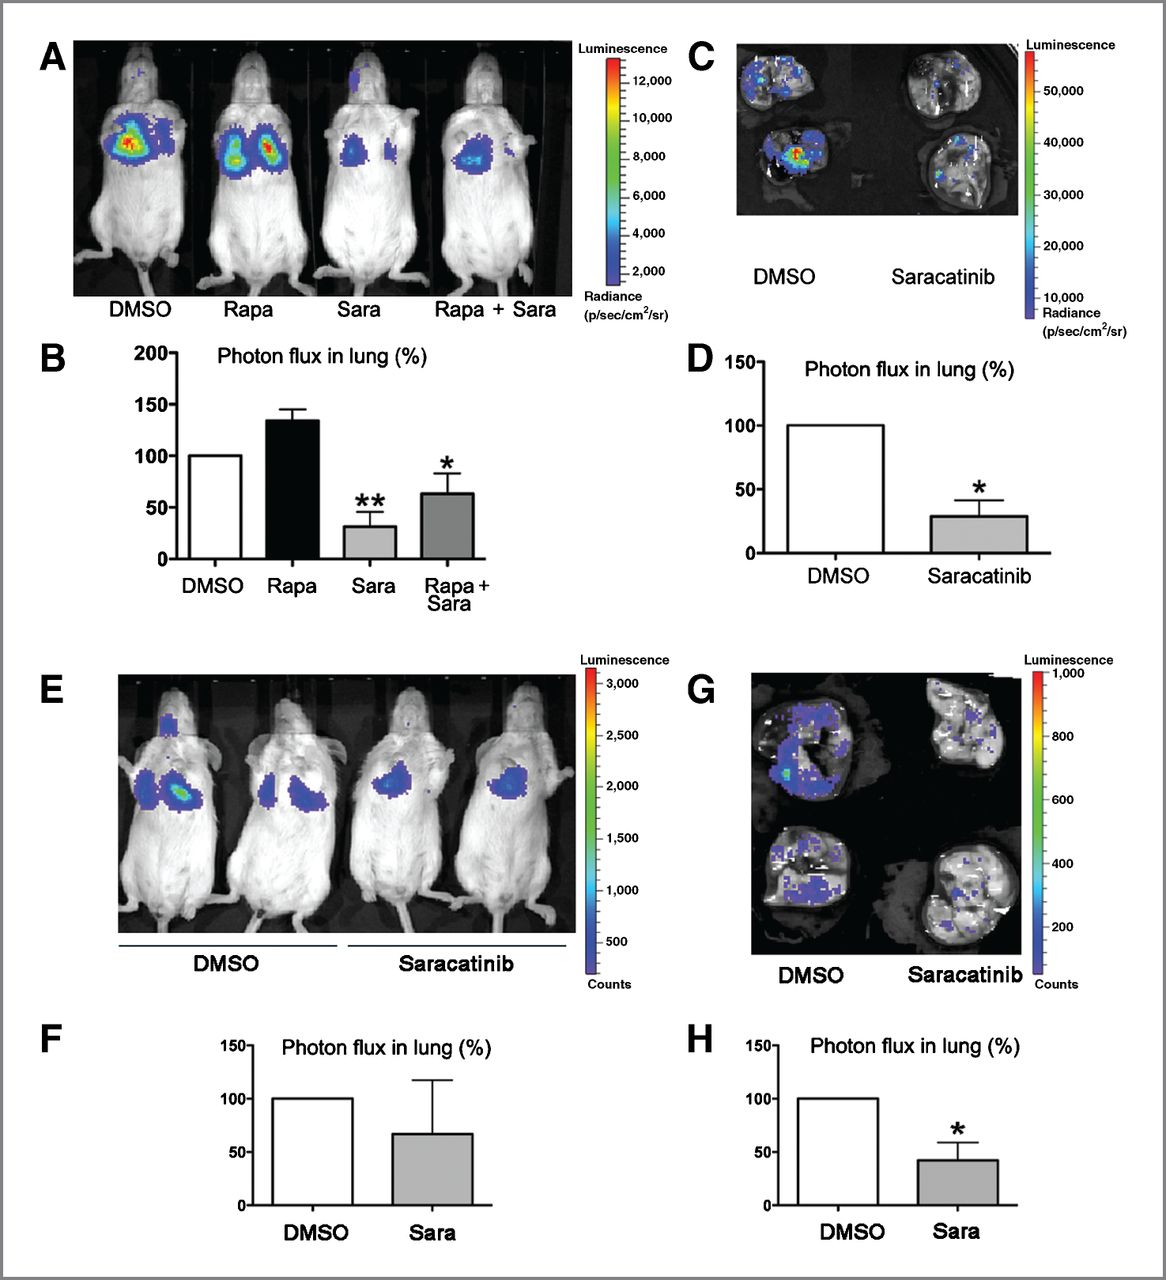 A
Luminescence
12,000
10,000
8,000
6,000
4,000
2,000
Radiance
(p/sec/cm²/sr)
DMSO
Rapa
Sara
Rapa + Sara
C
Luminescence
50,000
40,000
30,000
20,000
10,000
Radiance
(p/sec/cm²/sr)
DMSO
Saracatinib
B
Photon flux in lung (%)
200
150
100
50
0
**
*
DMSO
Rapa
Sara
Rapa +
Sara
D
Photon flux in lung (%)
150
100
50
0
*
DMSO
Saracatinib
E
Luminescence
3,000
2,500
2,000
1,500
1,000
500
Counts
DMSO
Saracatinib
G
Luminescence
1,000
800
600
400
200
Counts
DMSO
Saracatinib
F
Photon flux in lung (%)
150
100
50
0
DMSO
Sara
H
Photon flux in lung (%)
150
100
50
0
*
DMSO
Sara